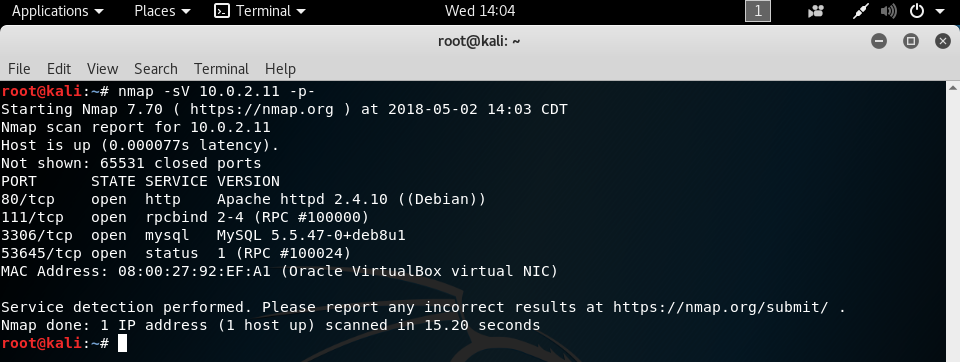 Applications Places Terminal Wed 14:04 1
root@kali: ~
File Edit View Search Terminal Help
root@kali:~# nmap -sV 10.0.2.11 -p-
Starting Nmap 7.70 ( https://nmap.org ) at 2018-05-02 14:03 CDT
Nmap scan report for 10.0.2.11
Host is up (0.000077s latency).
Not shown: 65531 closed ports
PORT      STATE SERVICE VERSION
80/tcp    open  http    Apache httpd 2.4.10 ((Debian))
111/tcp   open  rpcbind 2-4 (RPC #100000)
3306/tcp  open  mysql   MySQL 5.5.47-0+deb8u1
53645/tcp open  status  1 (RPC #100024)
MAC Address: 08:00:27:92:EF:A1 (Oracle VirtualBox virtual NIC)
Service detection performed. Please report any incorrect results at https://nmap.org/submit/ .
Nmap done: 1 IP address (1 host up) scanned in 15.20 seconds
root@kali:~#